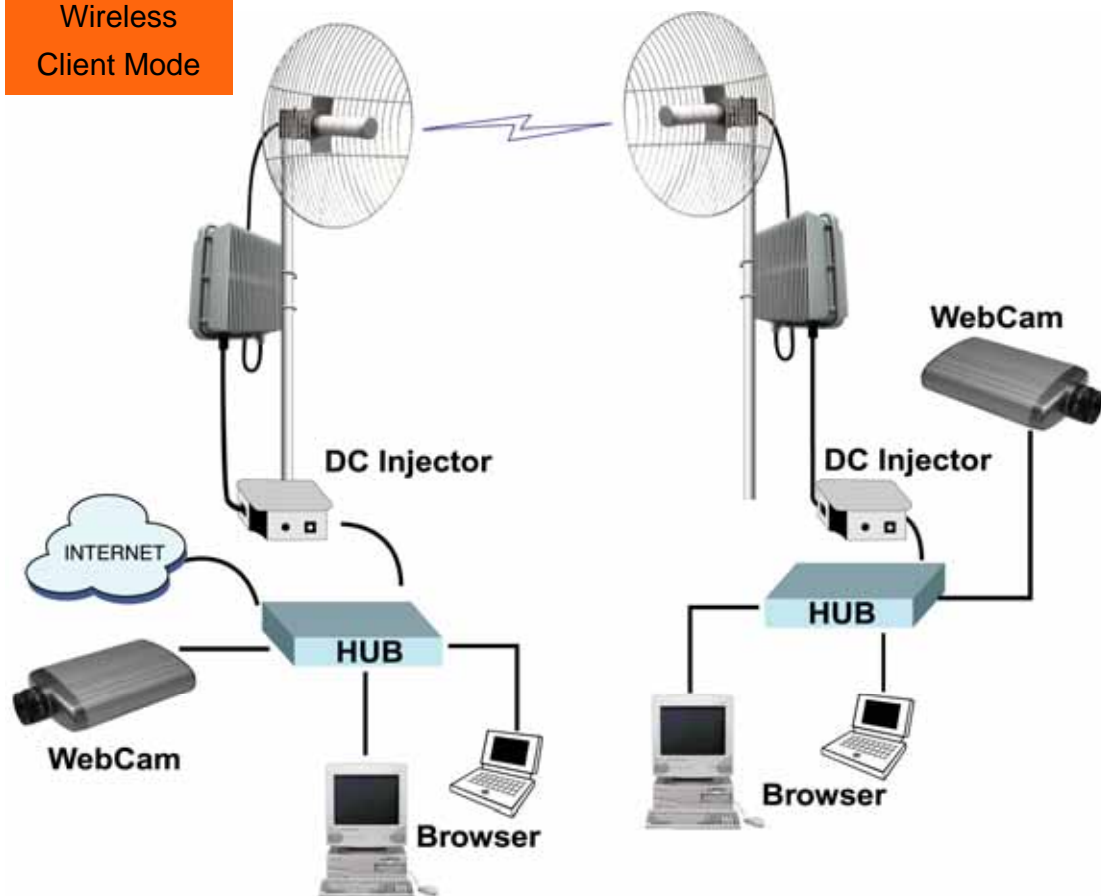 Wireless
Client Mode
WebCam
DC Injector
DC Injector
INTERNET
HUB
HUB
WebCam
Browser
Browser